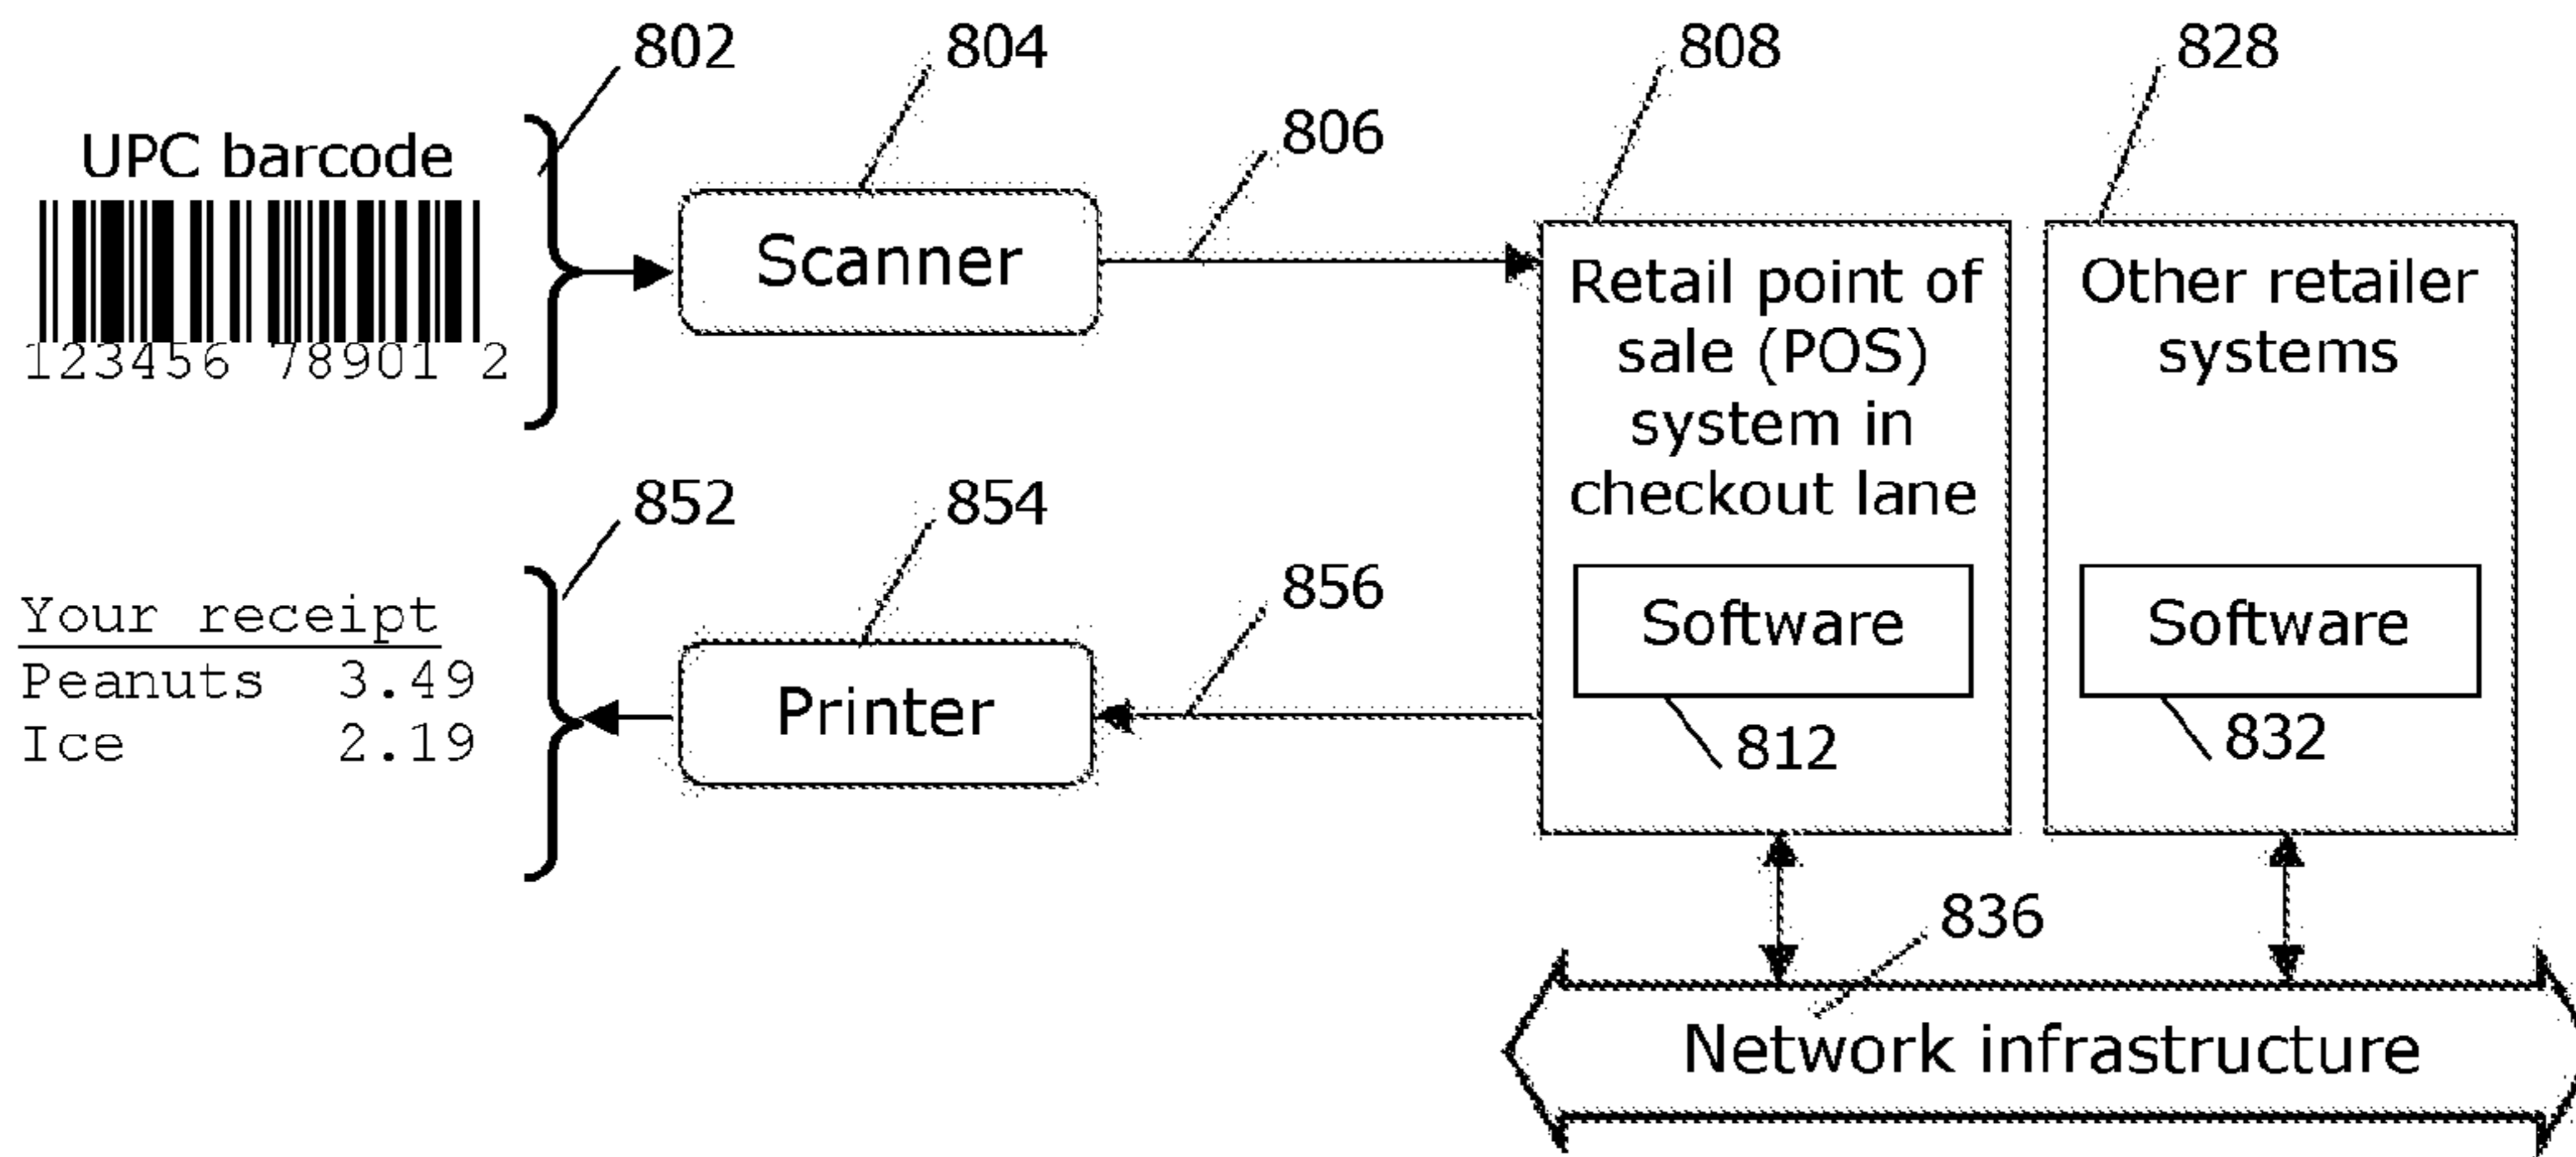 802
804
808
828
806
UPC barcode
123456 78901 2
Scanner
Retail point of
sale (POS)
system in
checkout lane
Other retailer
systems
852
854
856
Your receipt
Peanuts 3.49
Ice 2.19
Printer
Software
812
Software
832
836
Network infrastructure